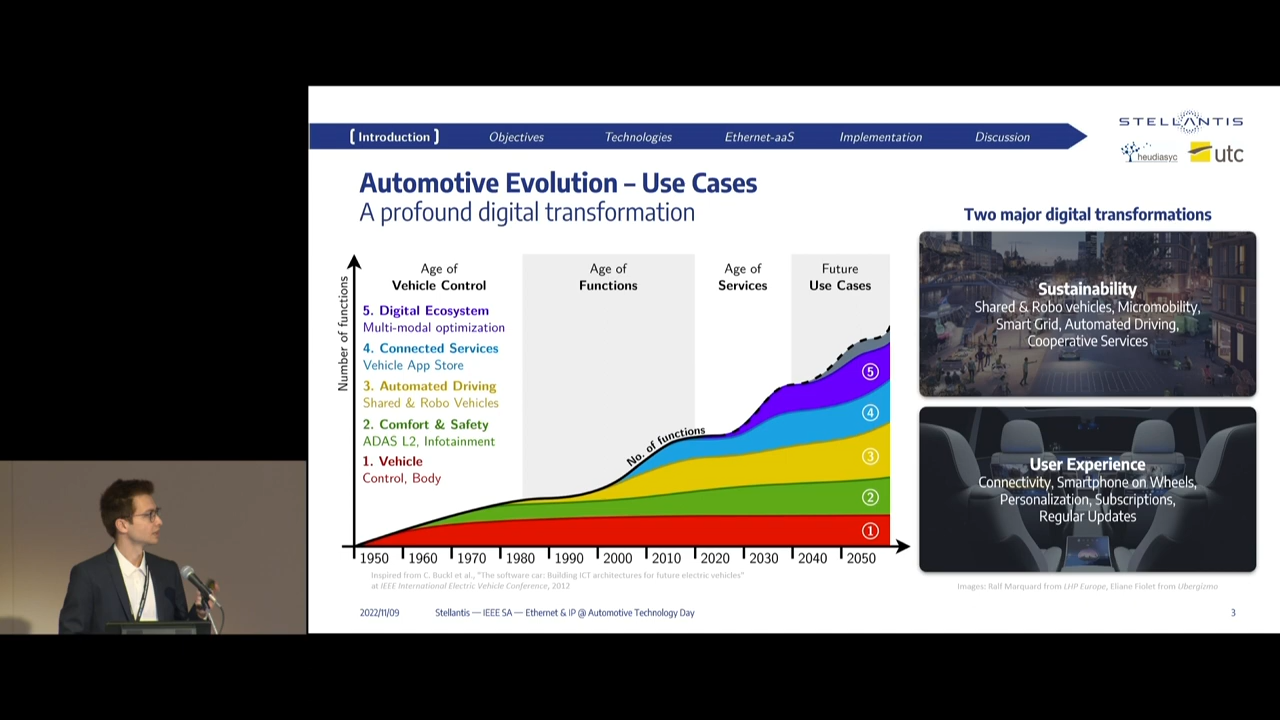 [ Introduction ]
Objectives
Technologies
Ethernet-aaS
Implementation
Discussion
STELLANTIS
heudiasyc
utc
Automotive Evolution – Use Cases
A profound digital transformation
Number of functions
Age of
Vehicle Control
Age of
Functions
Age of
Services
Future
Use Cases
5. Digital Ecosystem
Multi-modal optimization
4. Connected Services
Vehicle App Store
3. Automated Driving
Shared & Robo Vehicles
2. Comfort & Safety
ADAS L2, Infotainment
1. Vehicle
Control, Body
No. of functions
5
4
3
2
1
1950 1960 1970 1980 1990 2000 2010 2020 2030 2040 2050
Inspired from C. Buckl et al., "The software car: Building ICT architectures for future electric vehicles"
at IEEE International Electric Vehicle Conference, 2012
Two major digital transformations
Sustainability
Shared & Robo vehicles, Micromobility,
Smart Grid, Automated Driving,
Cooperative Services
User Experience
Connectivity, Smartphone on Wheels,
Personalization, Subscriptions,
Regular Updates
Images: Ralf Marquard from LHP Europe, Eliane Fiolet from Ubergizmo
2022/11/09
Stellantis — IEEE SA — Ethernet & IP @ Automotive Technology Day
3